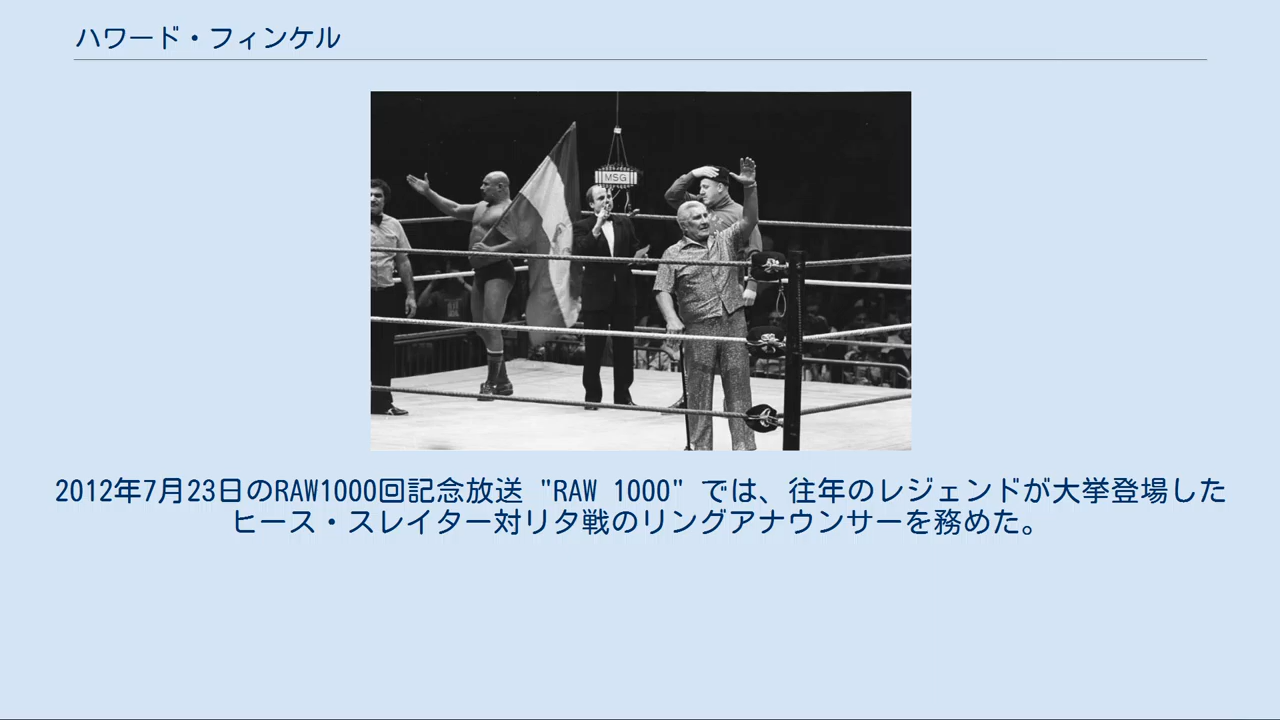 ハワード・フィンケル
MSG
2012年7月23日のRAW1000回記念放送 "RAW 1000" では、往年のレジェンドが大挙登場した
ヒース・スレイター対リタ戦のリングアナウンサーを務めた。